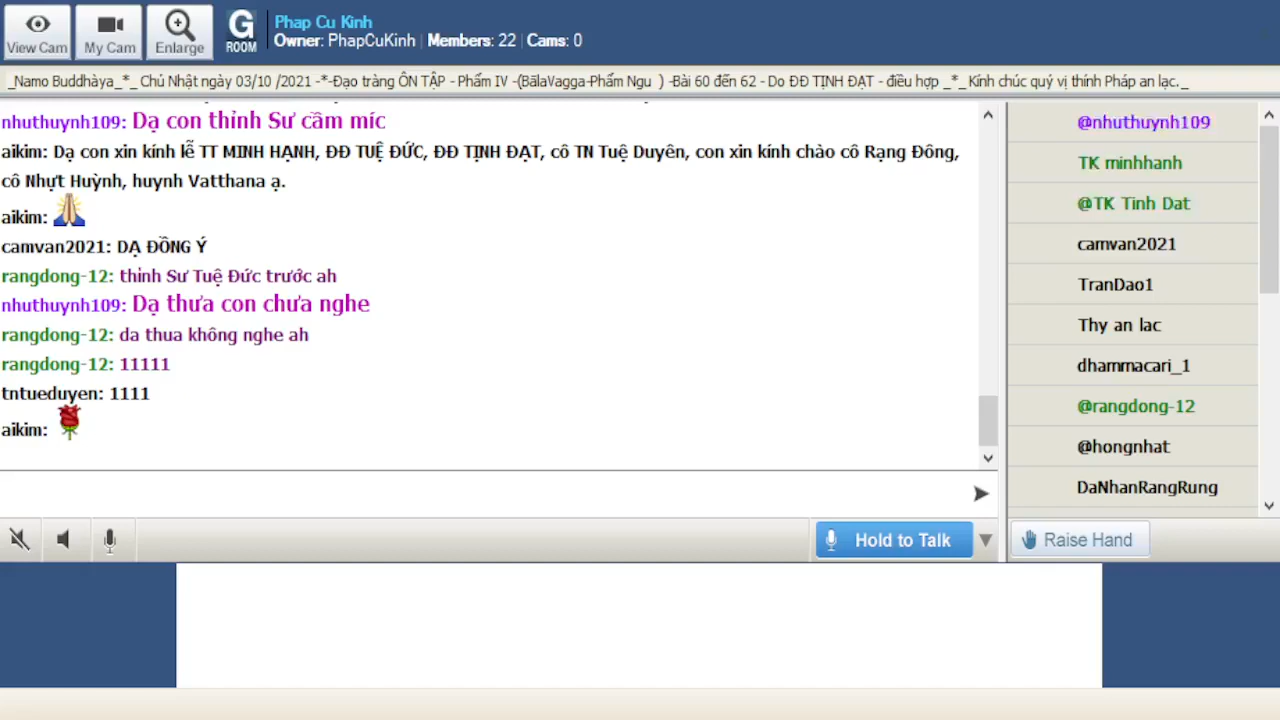 View Cam
My Cam
Enlarge
G
ROOM
Phap Cu Kinh
Owner: PhapCuKinh | Members: 22 | Cams: 0
_Namo Buddhàya_*_ Chủ Nhật ngày 03/10 /2021 -*-Đạo tràng ÔN TẬP - Phẩm IV -(BālaVagga-Phẩm Ngu ) -Bài 60 đến 62 - Do ĐĐ TỊNH ĐẠT - điều hợp _*_ Kính chúc quý vị thính Pháp an lạc._
nhuthuynh109: Dạ con thỉnh Sư cầm míc
aikim: Dạ con xin kính lễ TT MINH HẠNH, ĐĐ TUỆ ĐỨC, ĐĐ TỊNH ĐẠT, cô TN Tuệ Duyên, con xin kính chào cô Rạng Đông,
cô Nhựt Huỳnh, huynh Vatthana ạ.
aikim:
camvan2021: DẠ ĐỒNG Ý
rangdong-12: thỉnh Sư Tuệ Đức trước ah
nhuthuynh109: Dạ thưa con chưa nghe
rangdong-12: da thua không nghe ah
rangdong-12: 11111
tntueduyen: 1111
aikim:
@nhuthuynh109
TK minhhanh
@TK Tinh Dat
camvan2021
TranDao1
Thy an lac
dhammacari_1
@rangdong-12
@hongnhat
DaNhanRangRung
Hold to Talk
Raise Hand